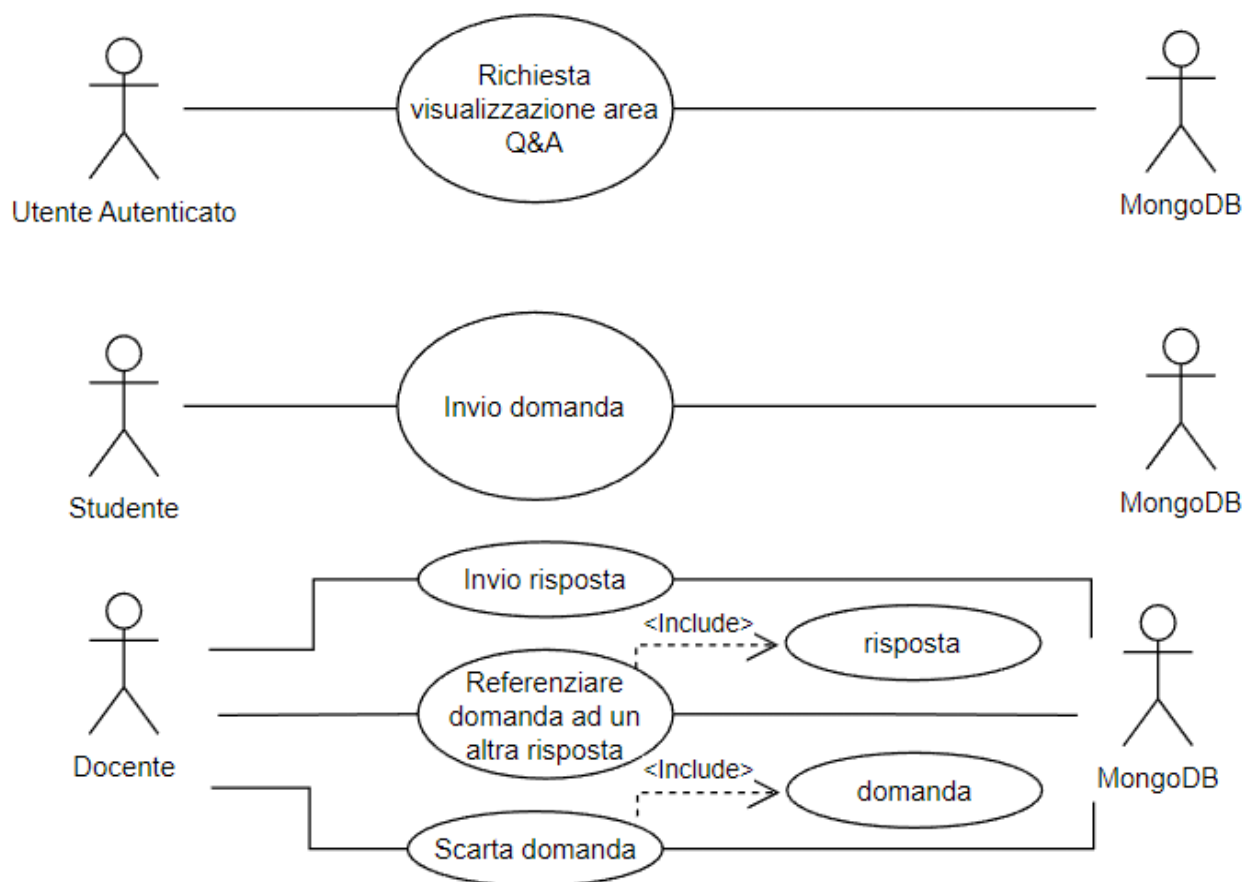 Richiesta
visualizzazione area
Q&A
Utente Autenticato
MongoDB
Invio domanda
Studente
MongoDB
Invio risposta
<Include>
risposta
Referenziare
domanda ad un
altra risposta
Docente
MongoDB
<Include>
domanda
Scarta domanda